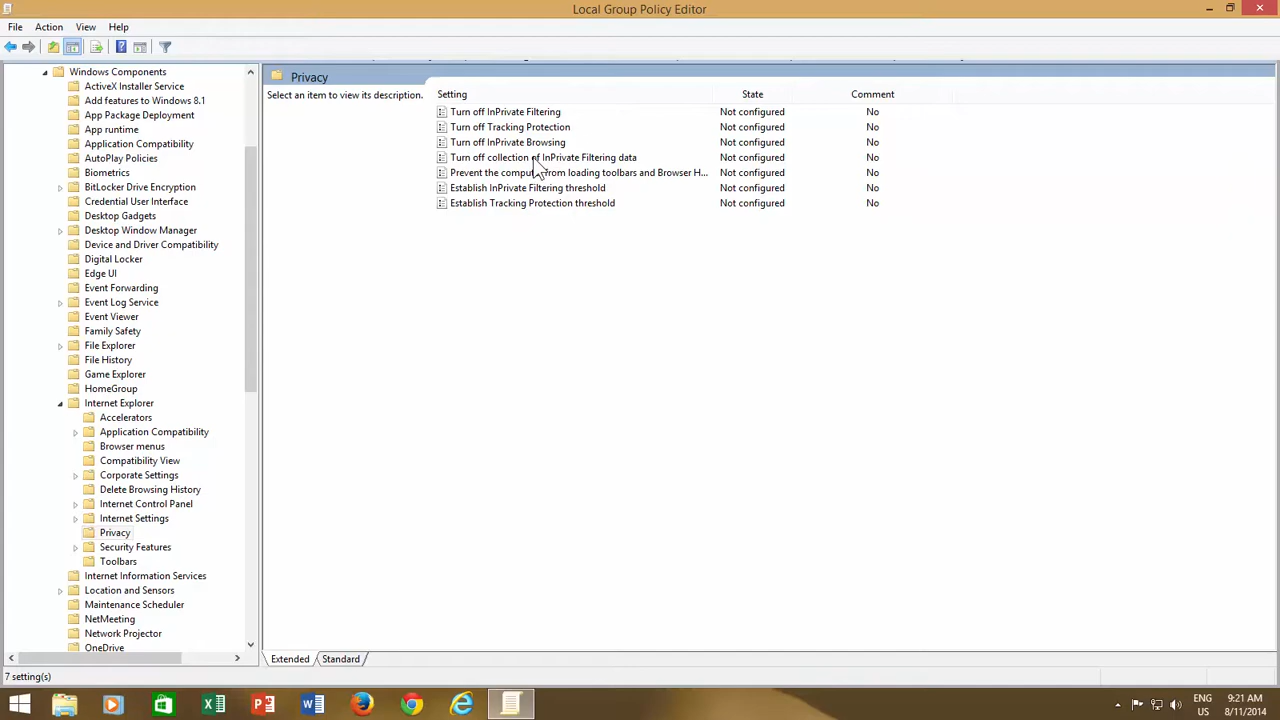 Local Group Policy Editor
File Action View Help
Windows Components
ActiveX Installer Service
Add features to Windows 8.1
App Package Deployment
App runtime
Application Compatibility
AutoPlay Policies
Biometrics
BitLocker Drive Encryption
Credential User Interface
Desktop Gadgets
Desktop Window Manager
Device and Driver Compatibility
Digital Locker
Edge UI
Event Forwarding
Event Log Service
Event Viewer
Family Safety
File Explorer
File History
Game Explorer
HomeGroup
Internet Explorer
Accelerators
Application Compatibility
Browser menus
Compatibility View
Corporate Settings
Delete Browsing History
Internet Control Panel
Internet Settings
Privacy
Security Features
Toolbars
Internet Information Services
Location and Sensors
Maintenance Scheduler
NetMeeting
Network Projector
OneDrive
Privacy
Select an item to view its description.
Setting State Comment
Turn off InPrivate Filtering Not configured No
Turn off Tracking Protection Not configured No
Turn off InPrivate Browsing Not configured No
Turn off collection of InPrivate Filtering data Not configured No
Prevent the computer from loading toolbars and Browser H... Not configured No
Establish InPrivate Filtering threshold Not configured No
Establish Tracking Protection threshold Not configured No
Extended Standard
7 setting(s)
ENG
US
9:21 AM
8/11/2014